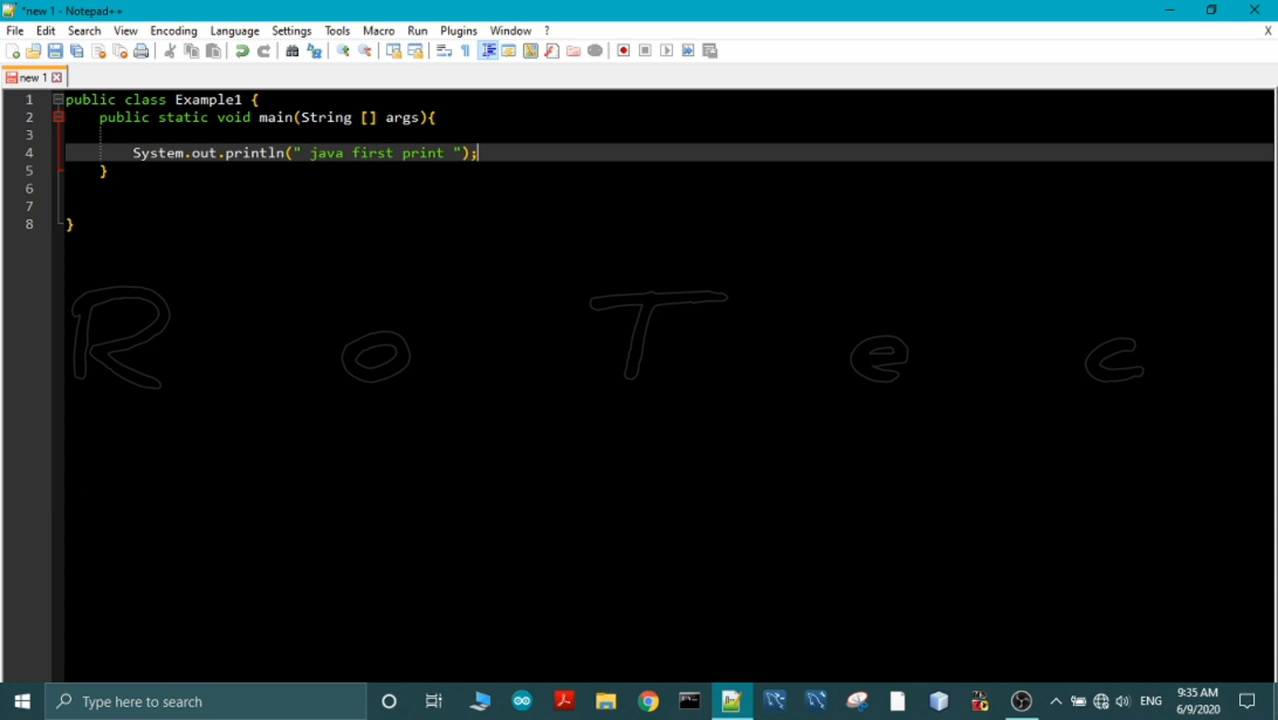 *new 1 - Notepad++
File Edit Search View Encoding Language Settings Tools Macro Run Plugins Window ? X
new 1
1 public class Example1 {
2 public static void main(String [] args){
3
4 System.out.println(" java first print ");
5 }
6
7
8 }
R o T e c
Type here to search
ENG
9:35 AM
6/9/2020